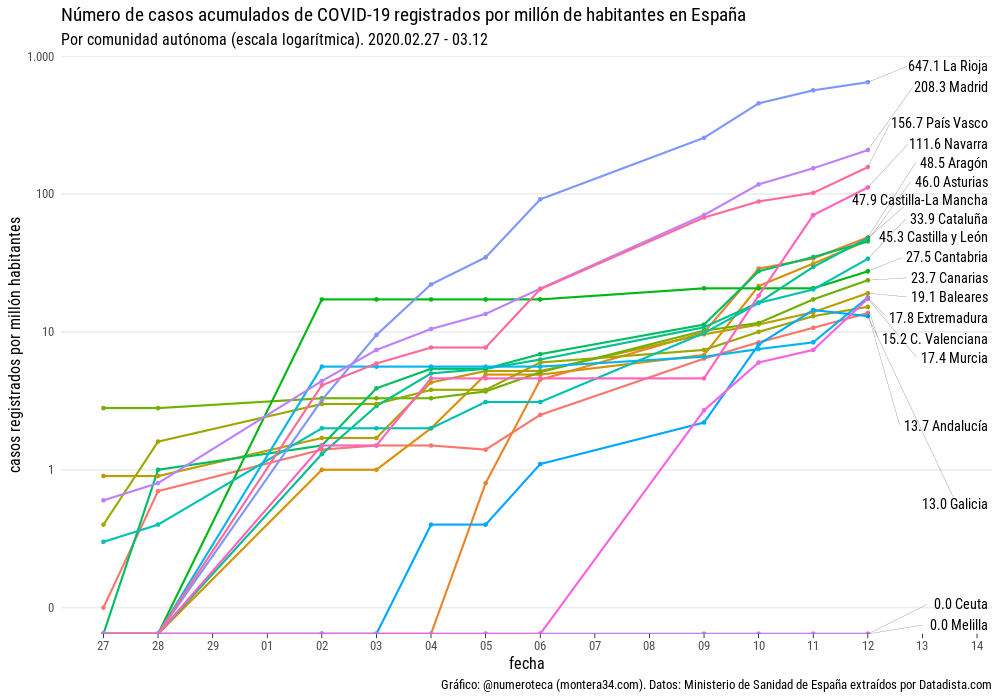 Número de casos acumulados de COVID-19 registrados por millón de habitantes en España
Por comunidad autónoma (escala logarítmica). 2020.02.27 - 03.12
casos registrados por millón habitantes
1.000
100
10
1
0
647.1 La Rioja
208.3 Madrid
156.7 País Vasco
111.6 Navarra
48.5 Aragón
46.0 Asturias
47.9 Castilla-La Mancha
33.9 Cataluña
45.3 Castilla y León
27.5 Cantabria
23.7 Canarias
19.1 Baleares
17.8 Extremadura
15.2 C. Valenciana
17.4 Murcia
13.7 Andalucía
13.0 Galicia
0.0 Ceuta
0.0 Melilla
27 28 29 01 02 03 04 05 06 07 08 09 10 11 12 13 14
fecha
Gráfico: @numeroteca (montera34.com). Datos: Ministerio de Sanidad de España extraídos por Datadista.com